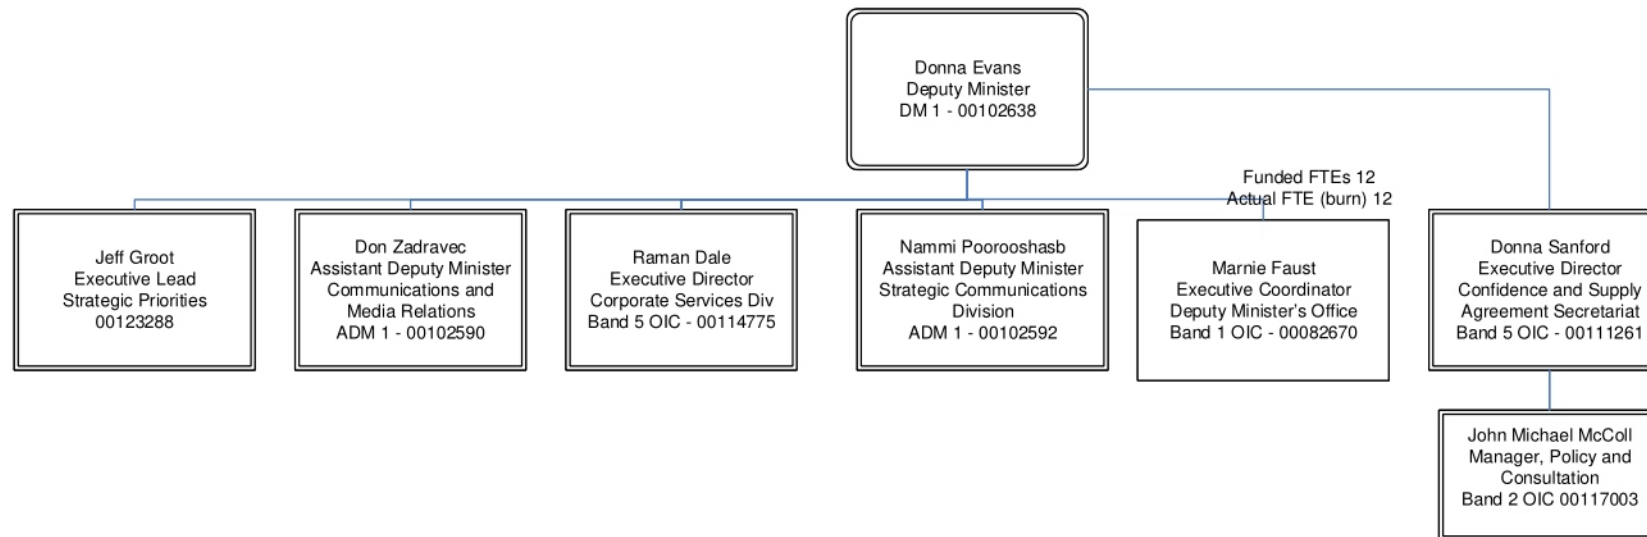 Donna Evans
Deputy Minister
DM 1 - 00102638
Funded FTEs 12
Actual FTE (burn) 12
Jeff Groot
Executive Lead
Strategic Priorities
00123288
Don Zadravec
Assistant Deputy Minister
Communications and
Media Relations
ADM 1 - 00102590
Raman Dale
Executive Director
Corporate Services Div
Band 5 OIC - 00114775
Nammi Poorooshasb
Assistant Deputy Minister
Strategic Communications
Division
ADM 1 - 00102592
Marnie Faust
Executive Coordinator
Deputy Minister’s Office
Band 1 OIC - 00082670
Donna Sanford
Executive Director
Confidence and Supply
Agreement Secretariat
Band 5 OIC - 00111261
John Michael McColl
Manager, Policy and
Consultation
Band 2 OIC 00117003